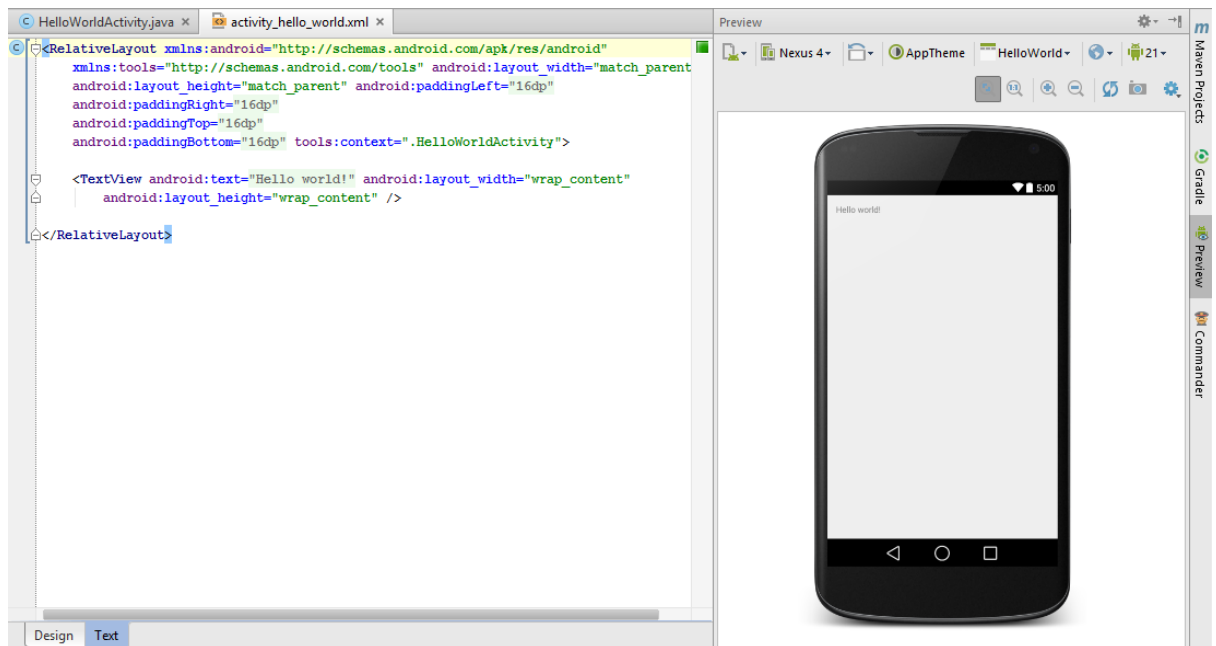 HelloWorldActivity.java
activity_hello_world.xml
<RelativeLayout xmlns:android="http://schemas.android.com/apk/res/android"
xmlns:tools="http://schemas.android.com/tools" android:layout_width="match_parent
android:layout_height="match_parent" android:paddingLeft="16dp"
android:paddingRight="16dp"
android:paddingTop="16dp"
android:paddingBottom="16dp" tools:context=".HelloWorldActivity">
<TextView android:text="Hello world!" android:layout_width="wrap_content"
android:layout_height="wrap_content" />
</RelativeLayout>
Design
Text
Preview
Nexus 4
AppTheme
HelloWorld
21
1:1
5:00
Hello world!
m
Maven Projects
Gradle
Preview
Commander